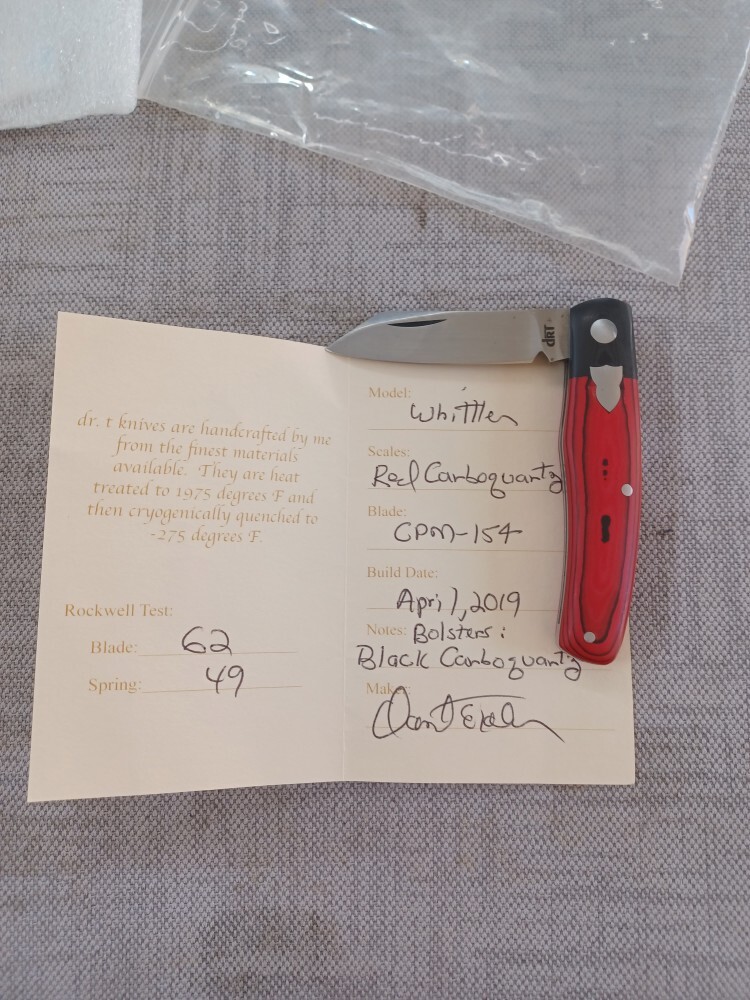 dr. t knives are handcrafted by me
from the finest materials
available. They are heat
treated to 1975 degrees F and
then cryogenically quenched to
-275 degrees F.
Rockwell Test:
Blade: 62
Spring: 49
DRT
Model:
Whittler
Scales:
Red Carboquartz
Blade:
CPM-154
Build Date:
April, 2019
Notes: Bolsters:
Black Carboquartz
Maker: